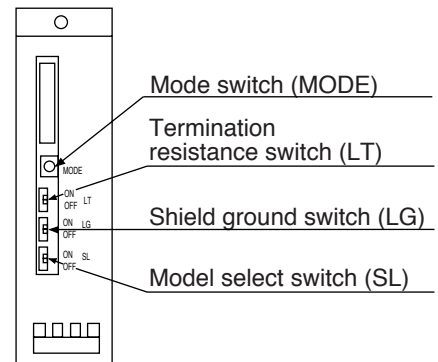 Mode switch (MODE)
Termination
resistance switch (LT)
Shield ground switch (LG)
Model select switch (SL)
MODE
ON
OFF LT
ON LG
OFF
ON SL
OFF